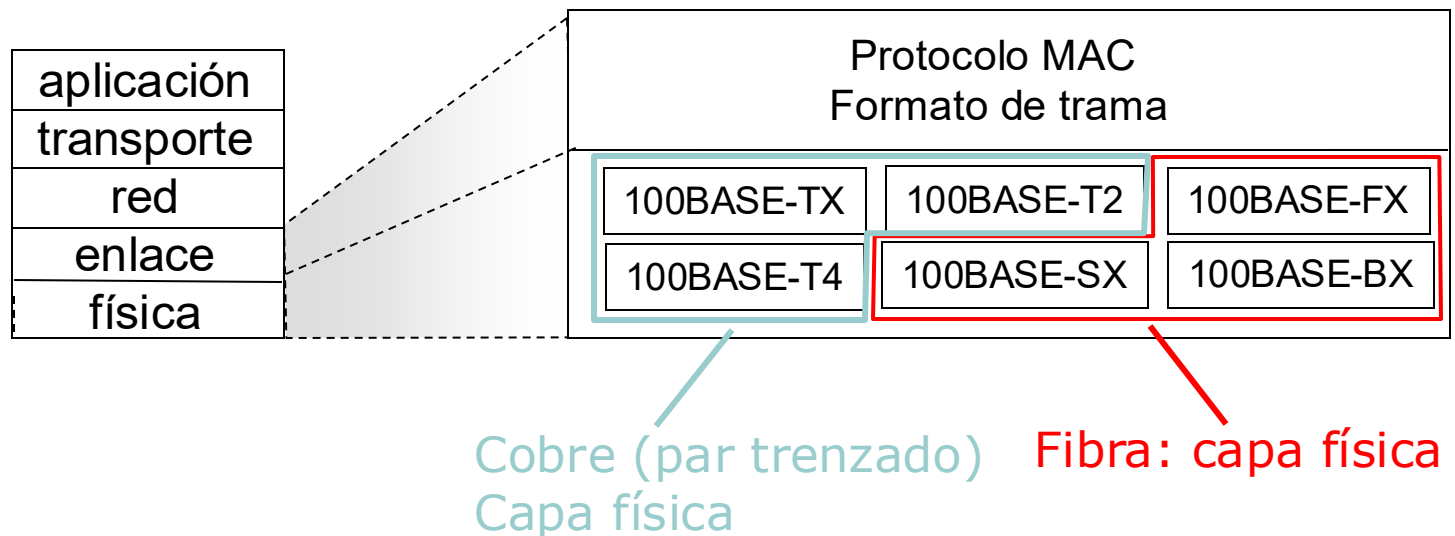 aplicación
transporte
red
enlace
física
Protocolo MAC
Formato de trama
100BASE-TX
100BASE-T2
100BASE-FX
100BASE-T4
100BASE-SX
100BASE-BX
Cobre (par trenzado)
Capa física
Fibra: capa física